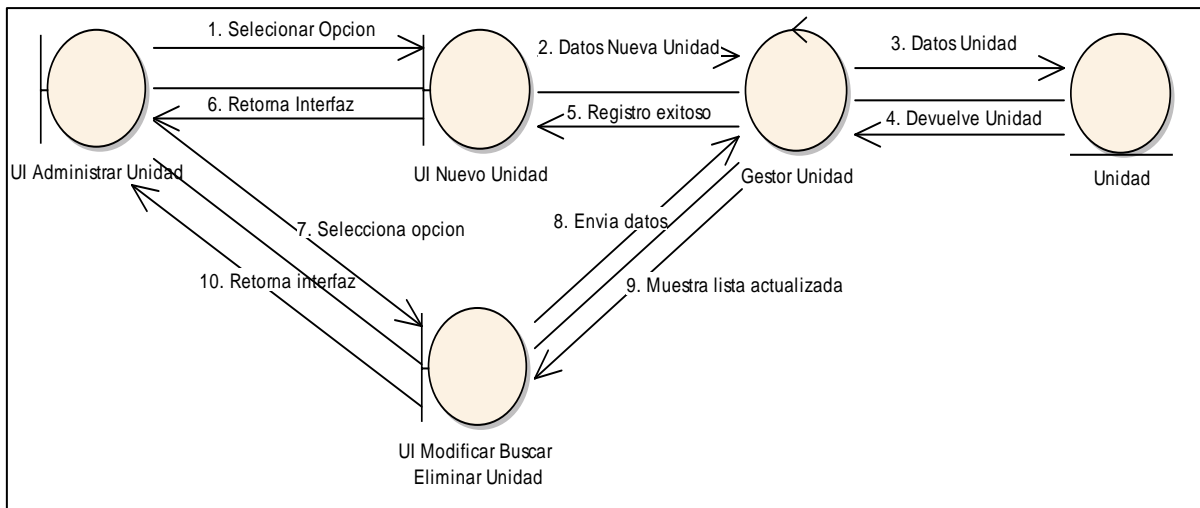 1. Selecionar Opcion
2. Datos Nueva Unidad
3. Datos Unidad
6. Retorna Interfaz
5. Registro exitoso
4. Devuelve Unidad
UI Administrar Unidad
UI Nuevo Unidad
Gestor Unidad
Unidad
7. Selecciona opcion
8. Envia datos
10. Retorna interfaz
9. Muestra lista actualizada
UI Modificar Buscar
Eliminar Unidad